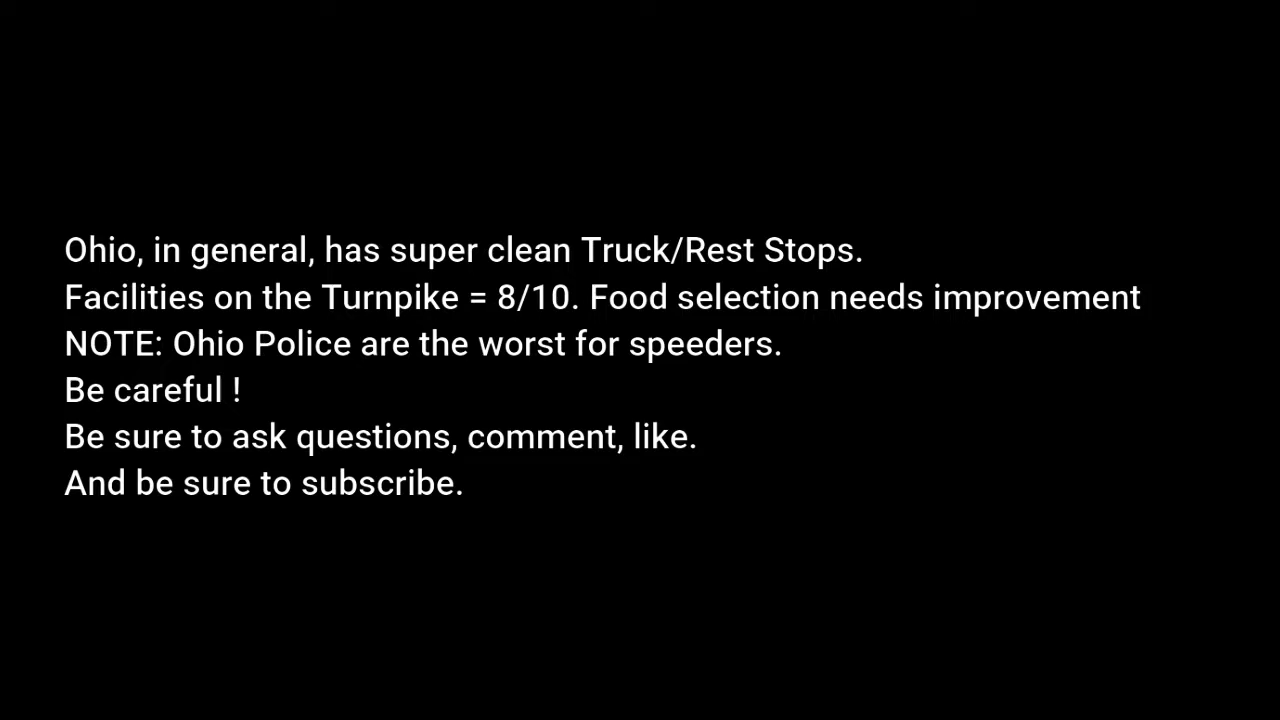 Ohio, in general, has super clean Truck/Rest Stops.
Facilities on the Turnpike = 8/10. Food selection needs improvement
NOTE: Ohio Police are the worst for speeders.
Be careful !
Be sure to ask questions, comment, like.
And be sure to subscribe.